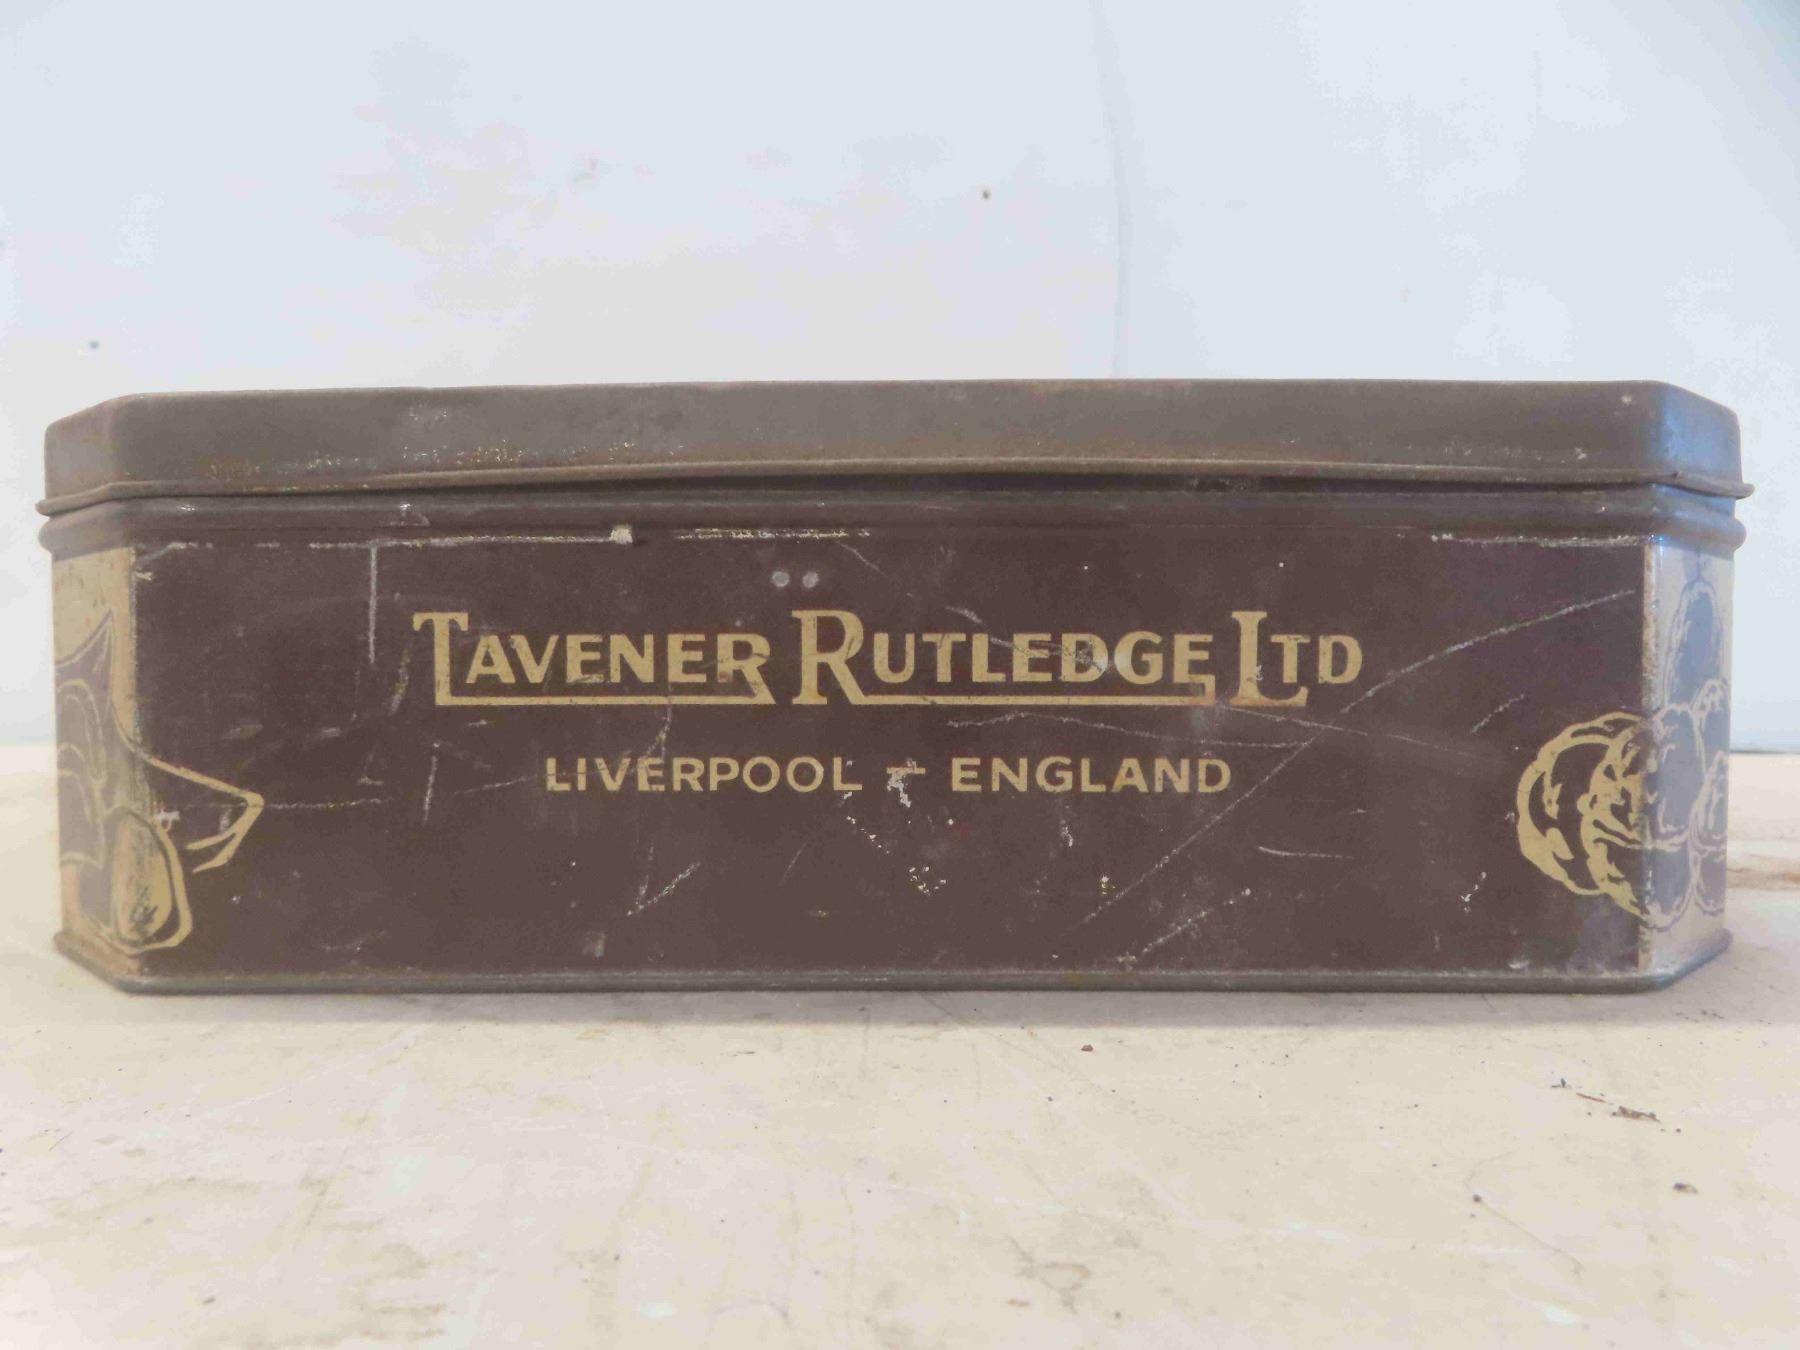 TAVENER RUTLEDGE LTD
LIVERPOOL - ENGLAND